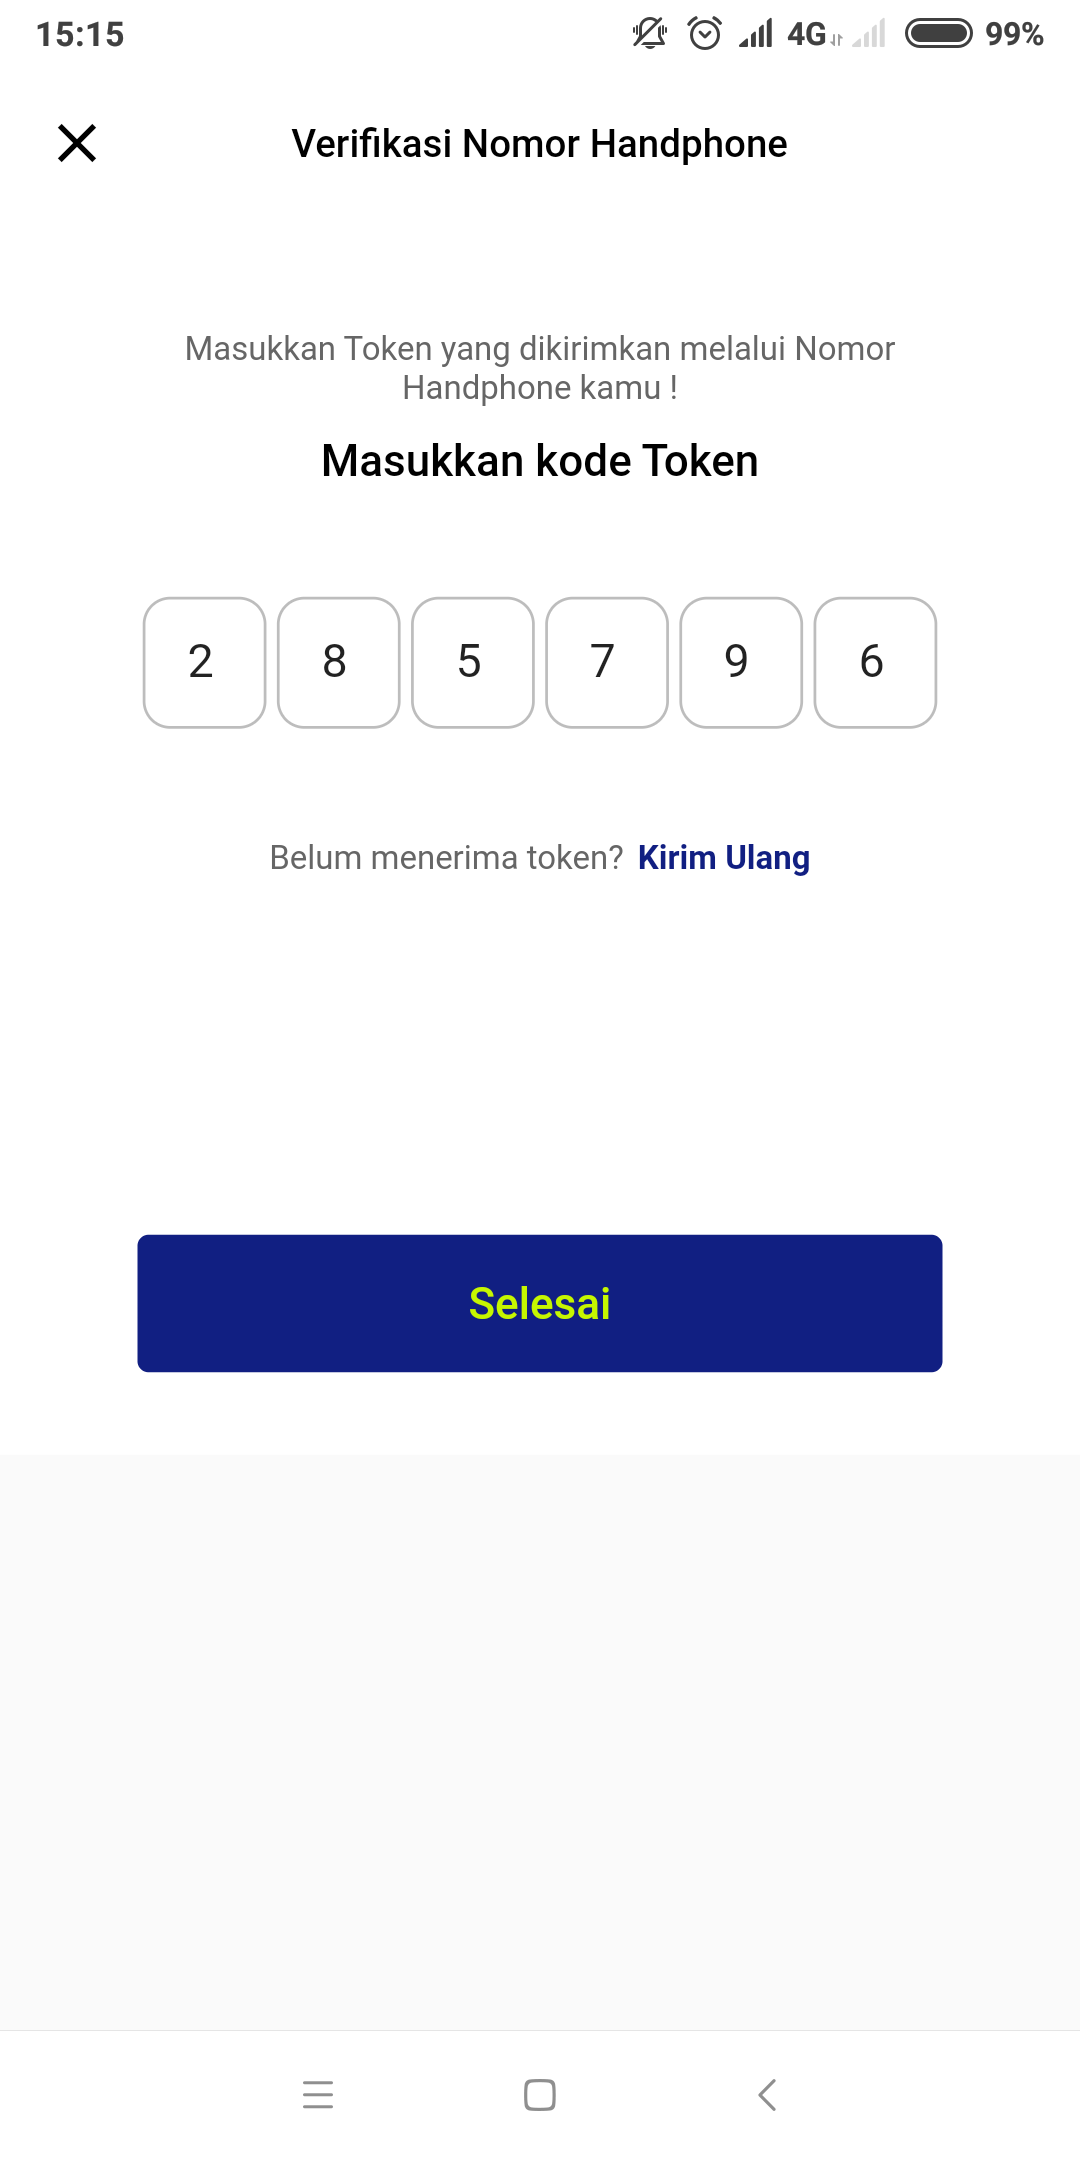 15:15 4G 99%
Verifikasi Nomor Handphone
Masukkan Token yang dikirimkan melalui Nomor
Handphone kamu !
Masukkan kode Token
2 8 5 7 9 6
Belum menerima token? Kirim Ulang
Selesai